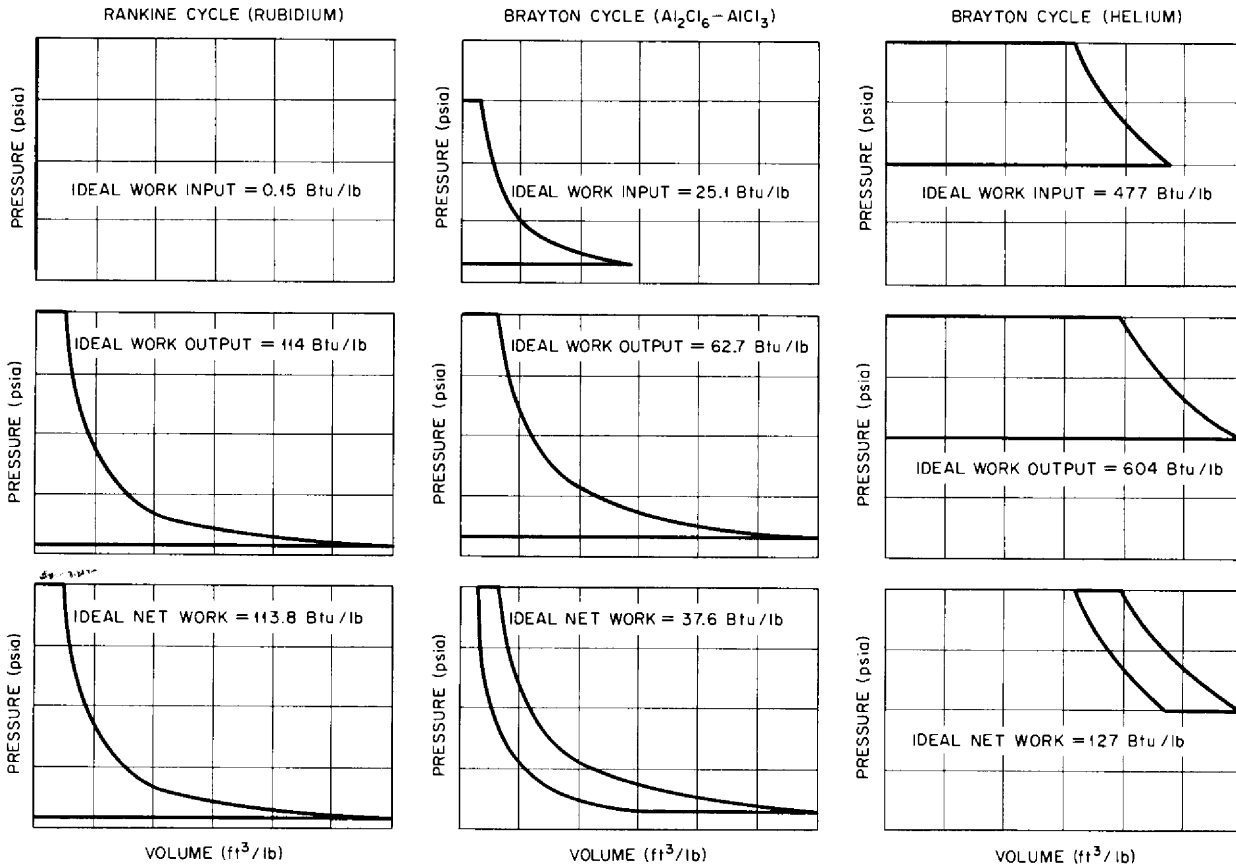 RANKINE CYCLE (RUBIDIUM)
BRAYTON CYCLE (Al2Cl6-AlCl3)
BRAYTON CYCLE (HELIUM)
PRESSURE (psia)
IDEAL WORK INPUT = 0.15 Btu/lb
PRESSURE (psia)
IDEAL WORK INPUT = 25.1 Btu/lb
PRESSURE (psia)
IDEAL WORK INPUT = 477 Btu/lb
PRESSURE (psia)
IDEAL WORK OUTPUT = 114 Btu/lb
PRESSURE (psia)
IDEAL WORK OUTPUT = 62.7 Btu/lb
PRESSURE (psia)
IDEAL WORK OUTPUT = 604 Btu/lb
PRESSURE (psia)
IDEAL NET WORK = 113.8 Btu/lb
PRESSURE (psia)
IDEAL NET WORK = 37.6 Btu/lb
PRESSURE (psia)
IDEAL NET WORK = 127 Btu/lb
VOLUME (ft3/lb)
VOLUME (ft3/lb)
VOLUME (ft3/lb)